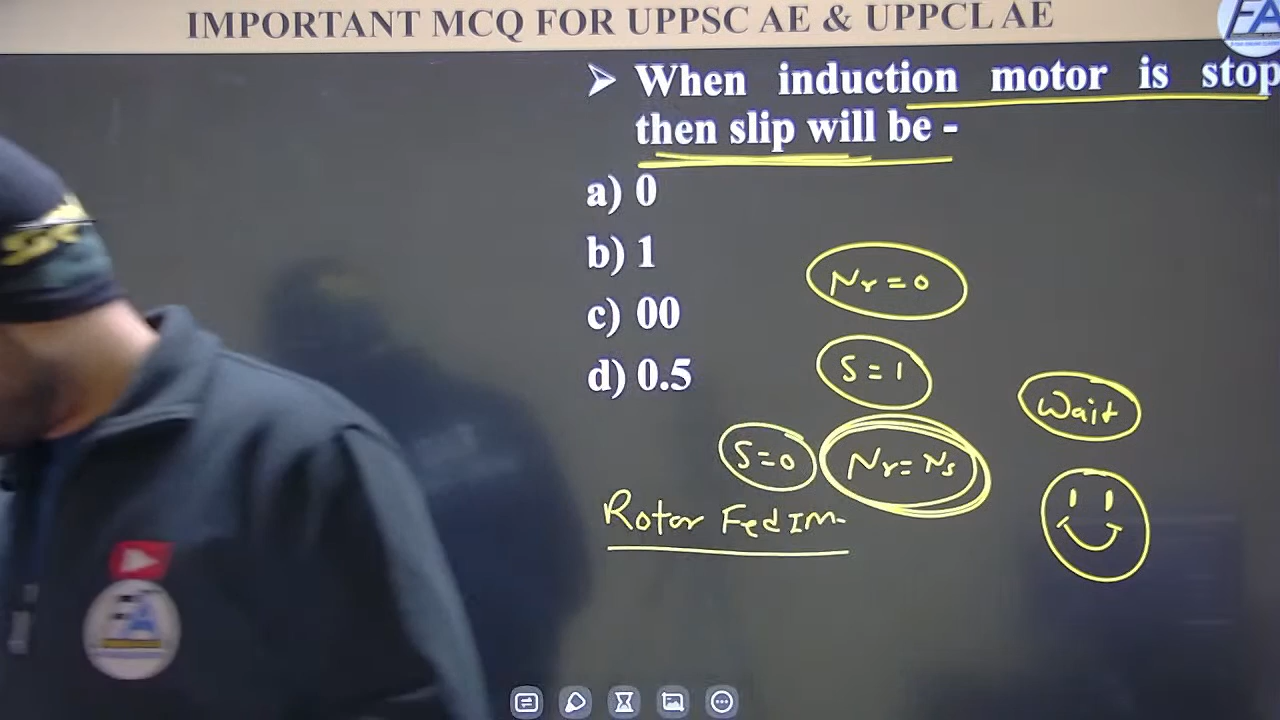 IMPORTANT MCQ FOR UPPSC AE & UPPCL AE
EA
➢ When induction motor is stop
then slip will be -
a) 0
b) 1
c) 00
d) 0.5
Nr = 0
S = 1
Wait
S = 0
Nr = Ns
Rotor Fed IM-